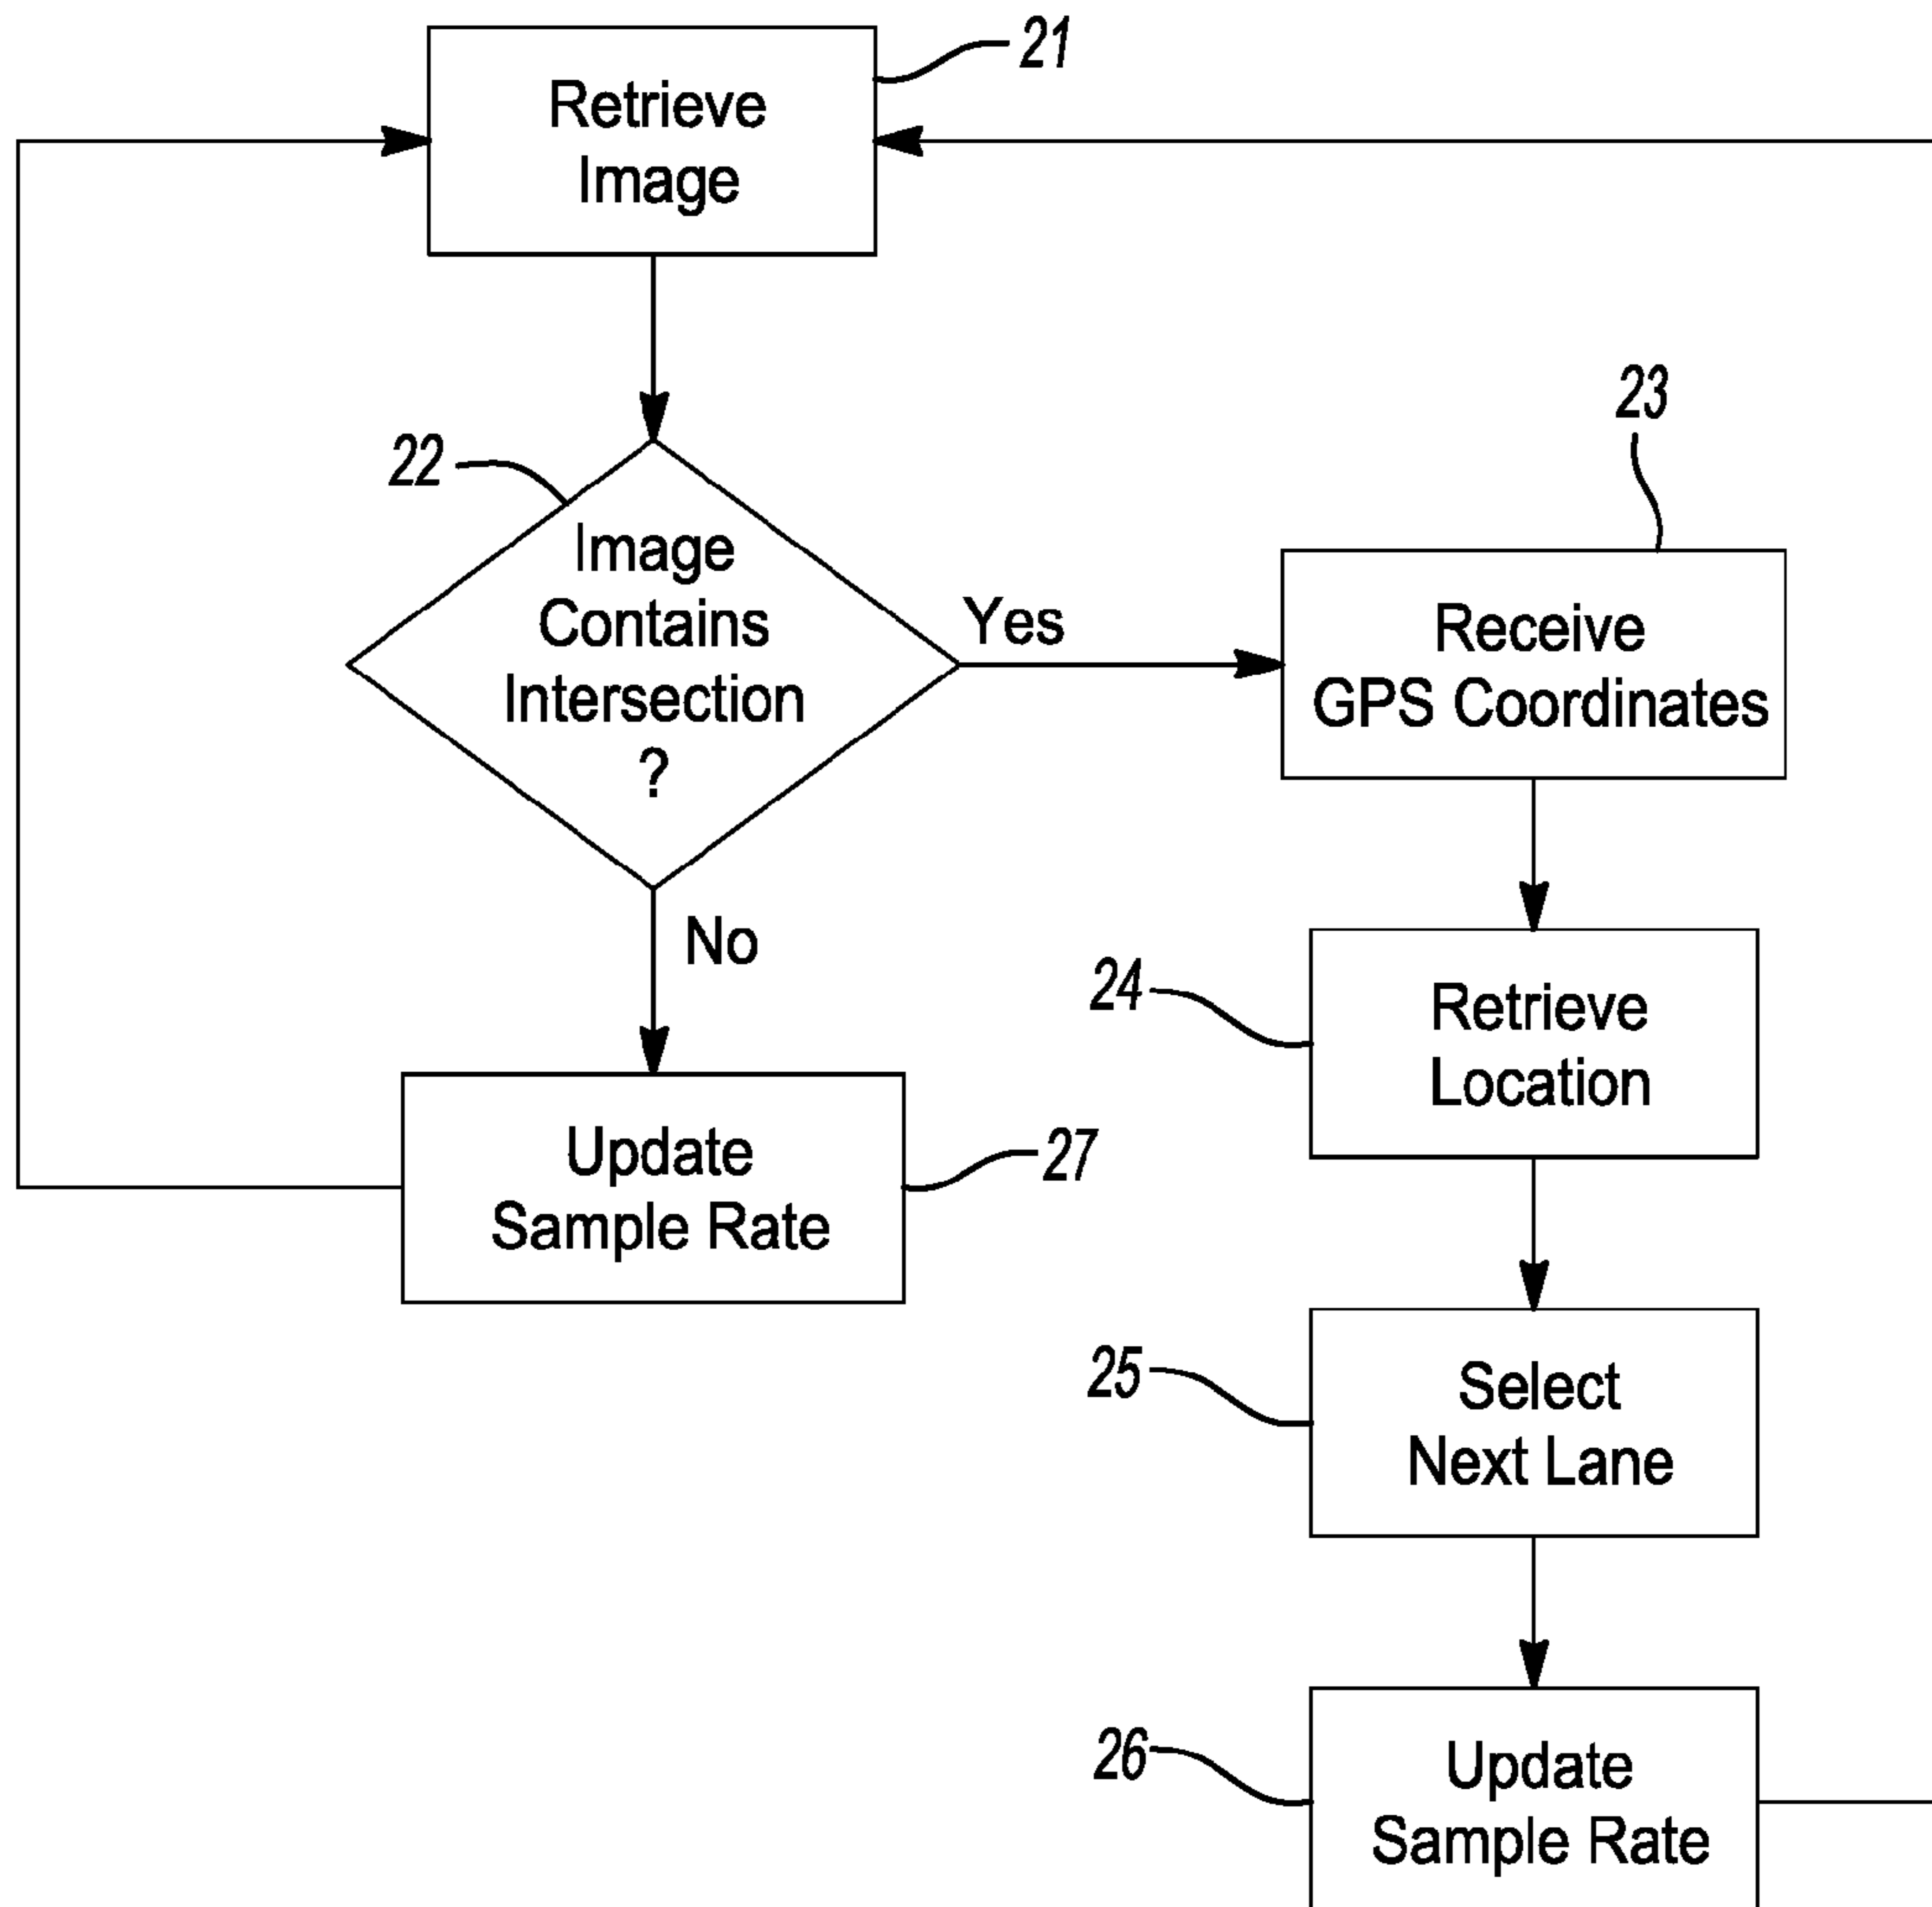 21
Retrieve
Image
22
Image
Contains
Intersection
?
Yes
No
23
Receive
GPS Coordinates
24
Retrieve
Location
27
Update
Sample Rate
25
Select
Next Lane
26
Update
Sample Rate